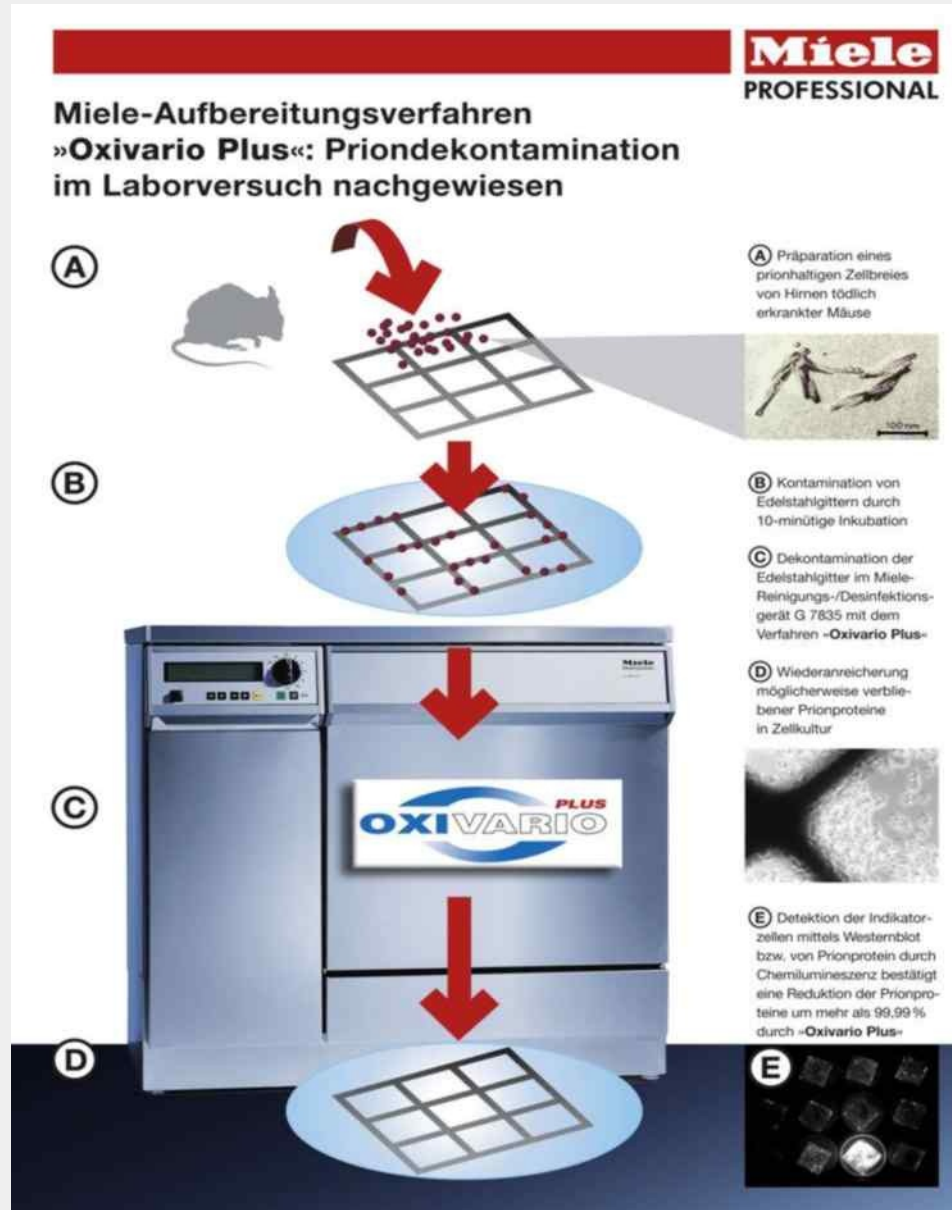 Miele
PROFESSIONAL
Miele-Aufbereitungsverfahren
»Oxivario Plus«: Priondekontamination
im Laborversuch nachgewiesen
A
A Präparation eines
prionhaltigen Zellbreies
von Hirnen tödlich
erkrankter Mäuse
100 nm
B
B Kontamination von
Edelstahlgittern durch
10-minütige Inkubation
C Dekontamination der
Edelstahlgitter im Miele-
Reinigungs-/Desinfektions-
gerät G 7835 mit dem
Verfahren »Oxivario Plus«
Miele
D Wiederanreicherung
möglicherweise verblie-
bener Prionproteine
in Zellkultur
C
PLUS
OXIVARIO
E Detektion der Indikator-
zellen mittels Westernblot
bzw. von Prionprotein durch
Chemilumineszenz bestätigt
eine Reduktion der Prionpro-
teine um mehr als 99,99 %
durch »Oxivario Plus«
D
E